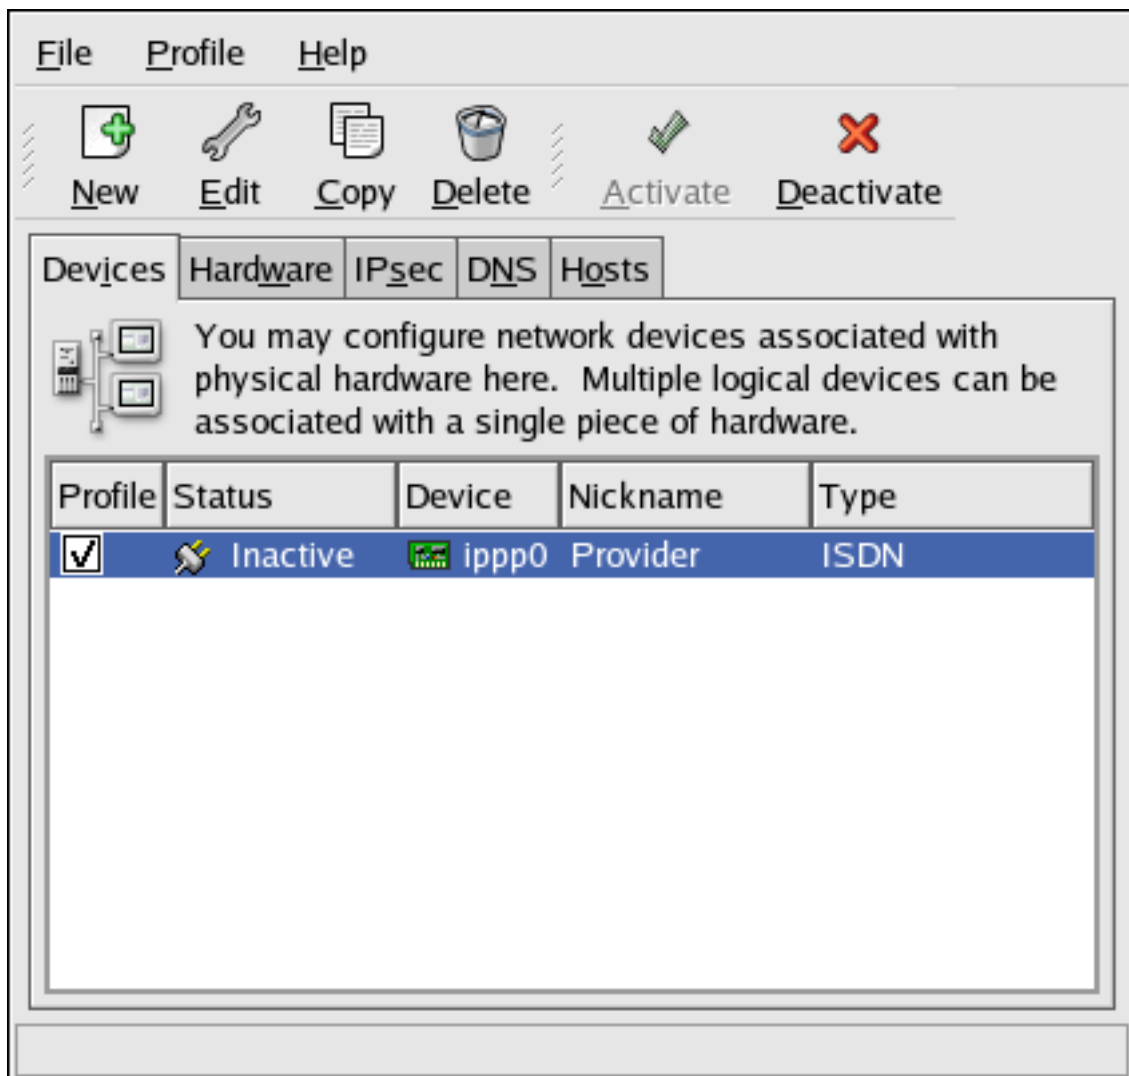 File Profile Help
New Edit Copy Delete Activate Deactivate
Devices Hardware IPsec DNS Hosts
You may configure network devices associated with
physical hardware here.  Multiple logical devices can be
associated with a single piece of hardware.
Profile Status Device Nickname Type
Inactive ippp0 Provider ISDN